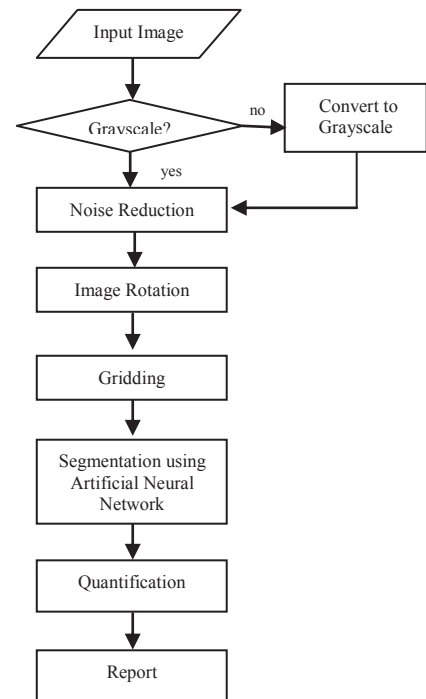 Input Image
Grayscale?
no
Convert to
Grayscale
yes
Noise Reduction
Image Rotation
Gridding
Segmentation using
Artificial Neural
Network
Quantification
Report